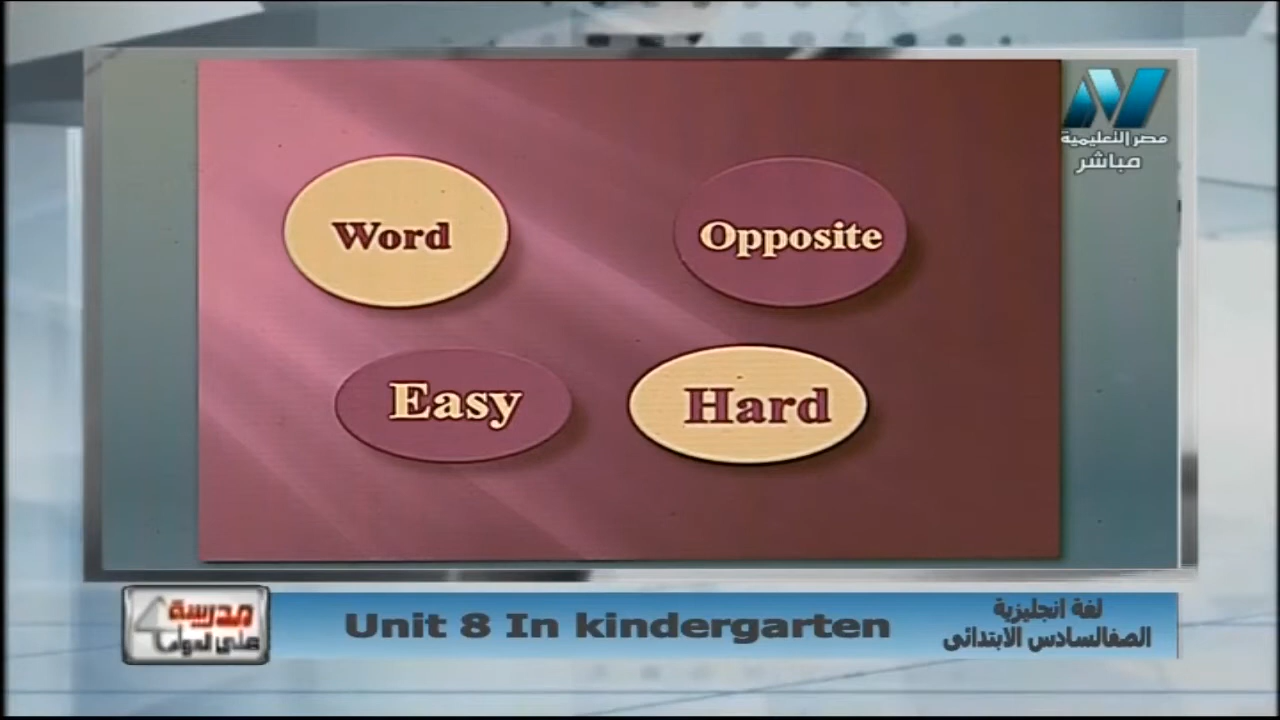 مصر التعليمية
مباشر
Word
Opposite
Easy
Hard
مدرسة
على الهواء
Unit 8 In kindergarten
لغة انجليزية
الصفالسادس الابتدائى